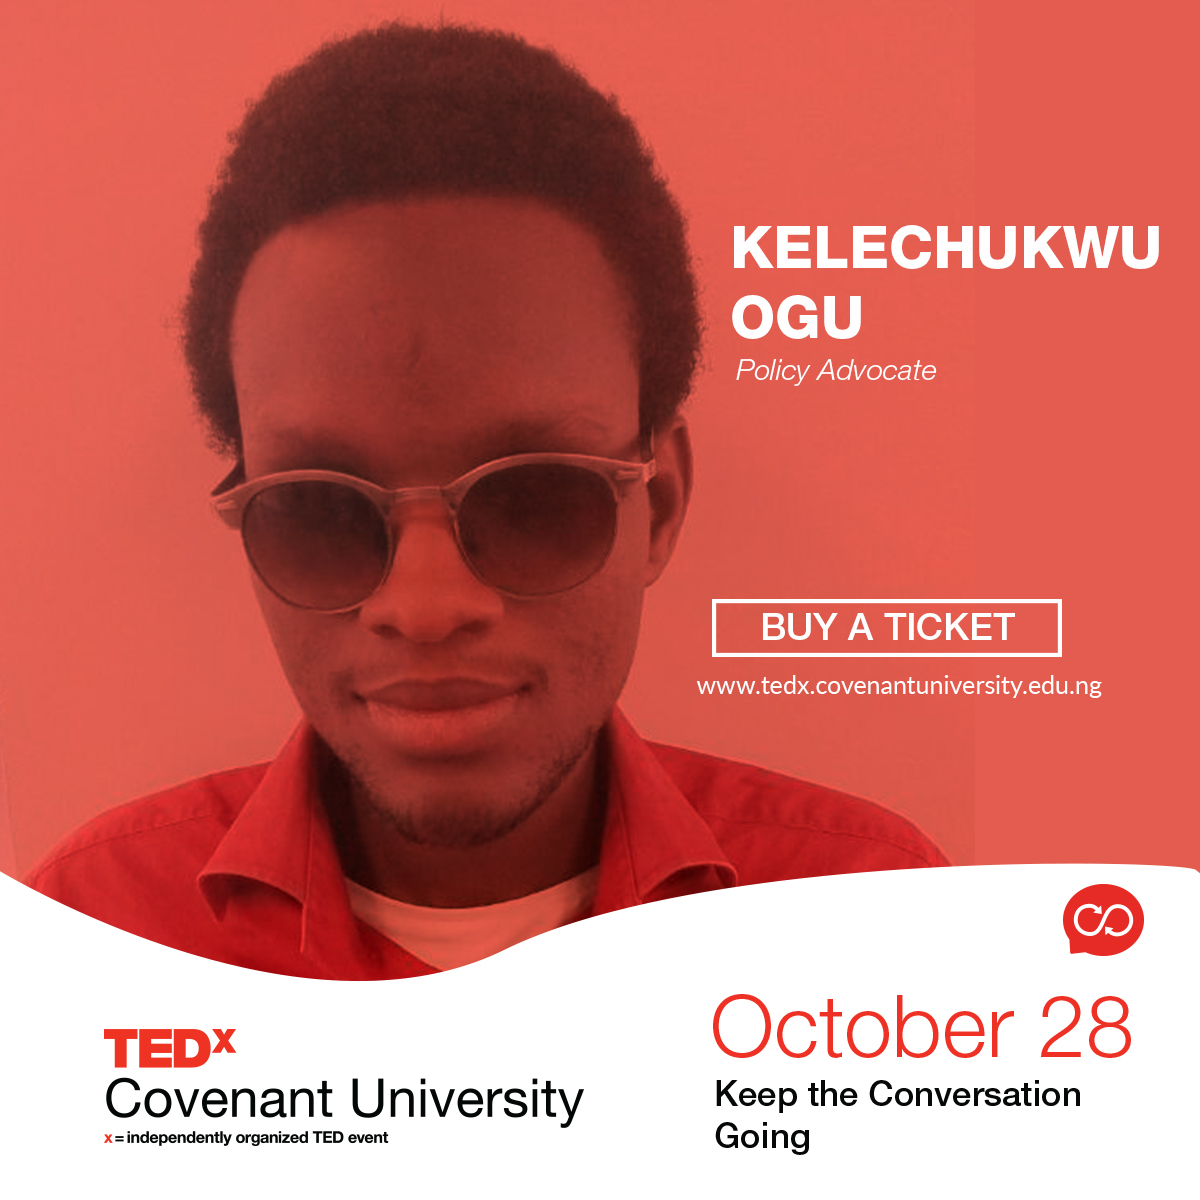 KELECHUKWU
OGU
Policy Advocate
BUY A TICKET
www.tedx.covenantuniversity.edu.ng
TEDx
Covenant University
x = independently organized TED event
October 28
Keep the Conversation
Going